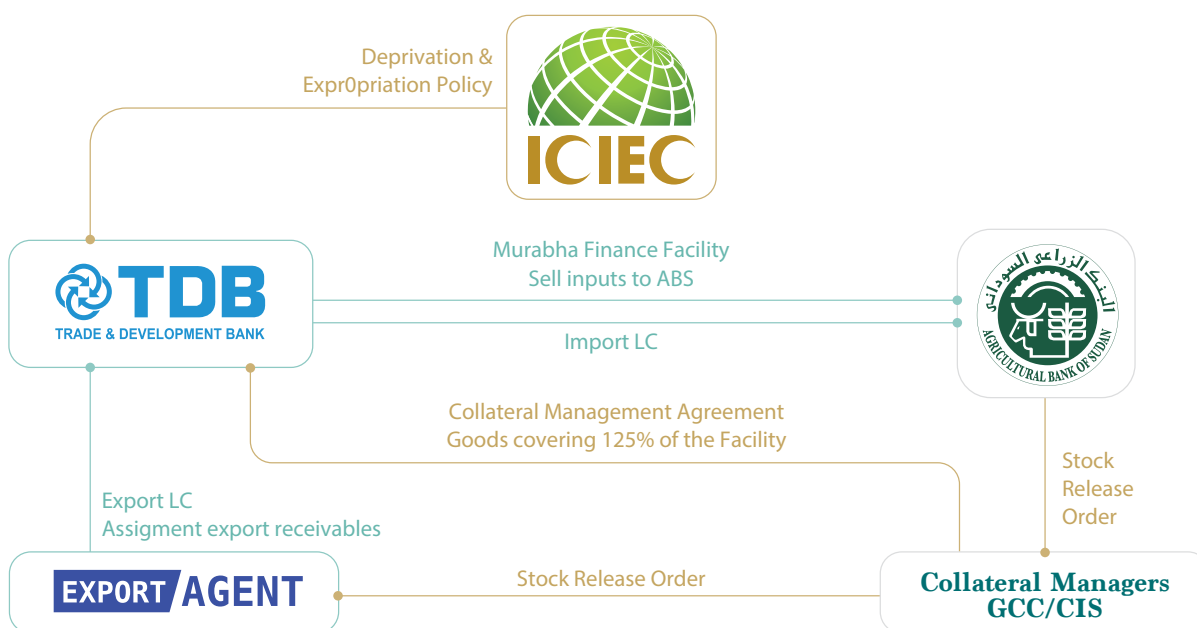 Deprivation &
Expr0priation Policy
ICIEC
Murabha Finance Facility
Sell inputs to ABS
TDB
TRADE & DEVELOPMENT BANK
Import LC
البنك الزراعي السوداني
AGRICULTURAL BANK OF SUDAN
Collateral Management Agreement
Goods covering 125% of the Facility
Stock
Release
Order
Export LC
Assigment export receivables
EXPORT AGENT
Stock Release Order
Collateral Managers
GCC/CIS